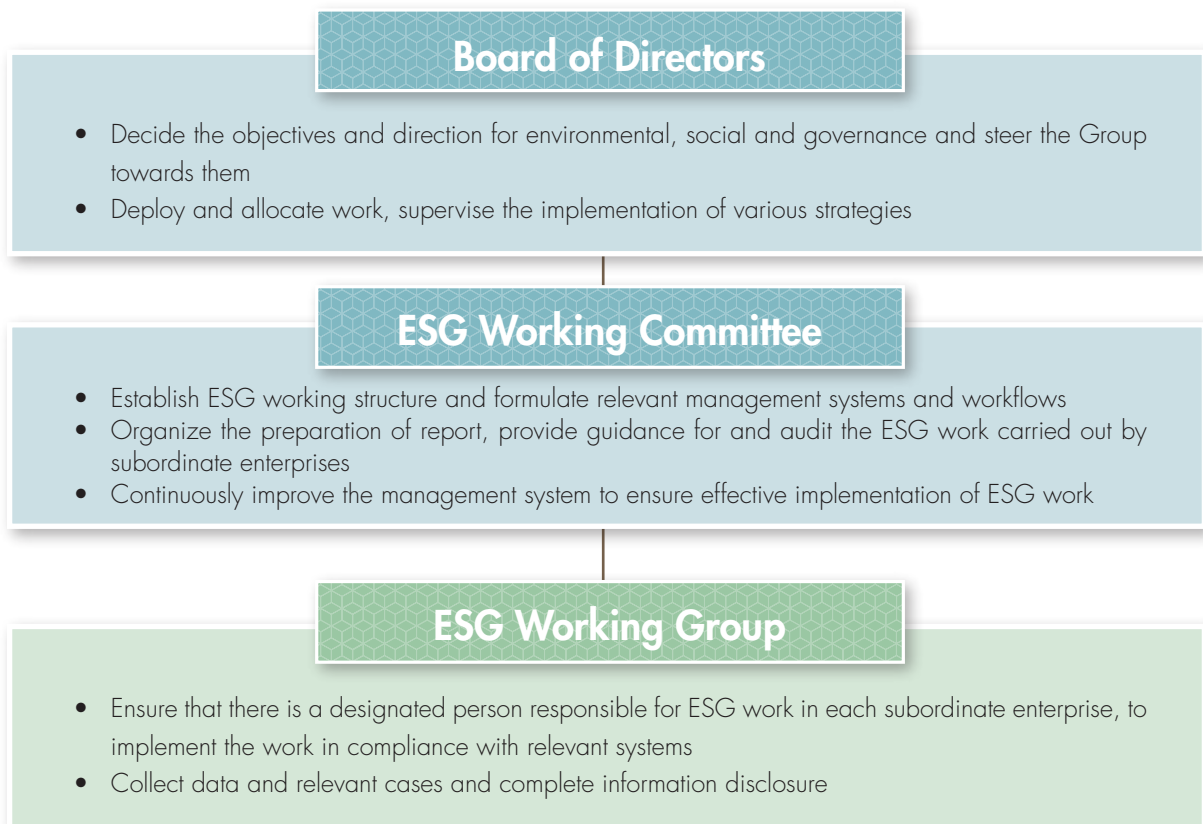 Board of Directors
• Decide the objectives and direction for environmental, social and governance and steer the Group
towards them
• Deploy and allocate work, supervise the implementation of various strategies
ESG Working Committee
• Establish ESG working structure and formulate relevant management systems and workflows
• Organize the preparation of report, provide guidance for and audit the ESG work carried out by
subordinate enterprises
• Continuously improve the management system to ensure effective implementation of ESG work
ESG Working Group
• Ensure that there is a designated person responsible for ESG work in each subordinate enterprise, to
implement the work in compliance with relevant systems
• Collect data and relevant cases and complete information disclosure